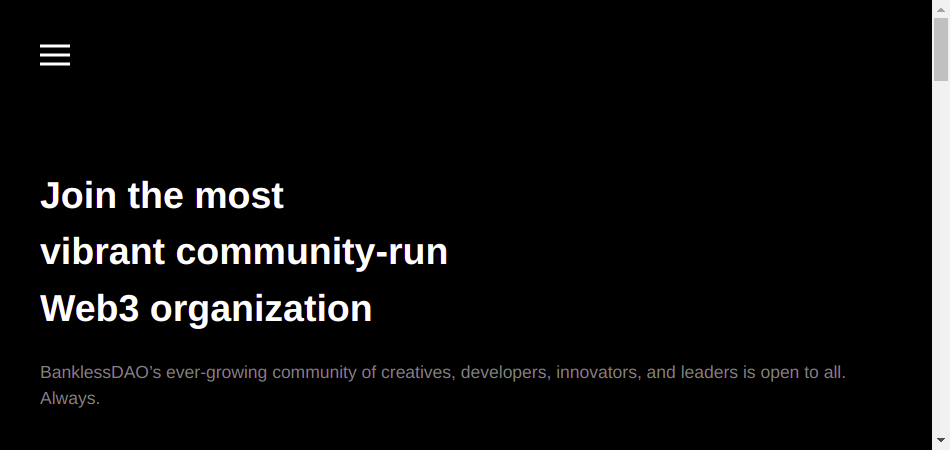 Join the most
vibrant community-run
Web3 organization
BanklessDAO’s ever-growing community of creatives, developers, innovators, and leaders is open to all.
Always.